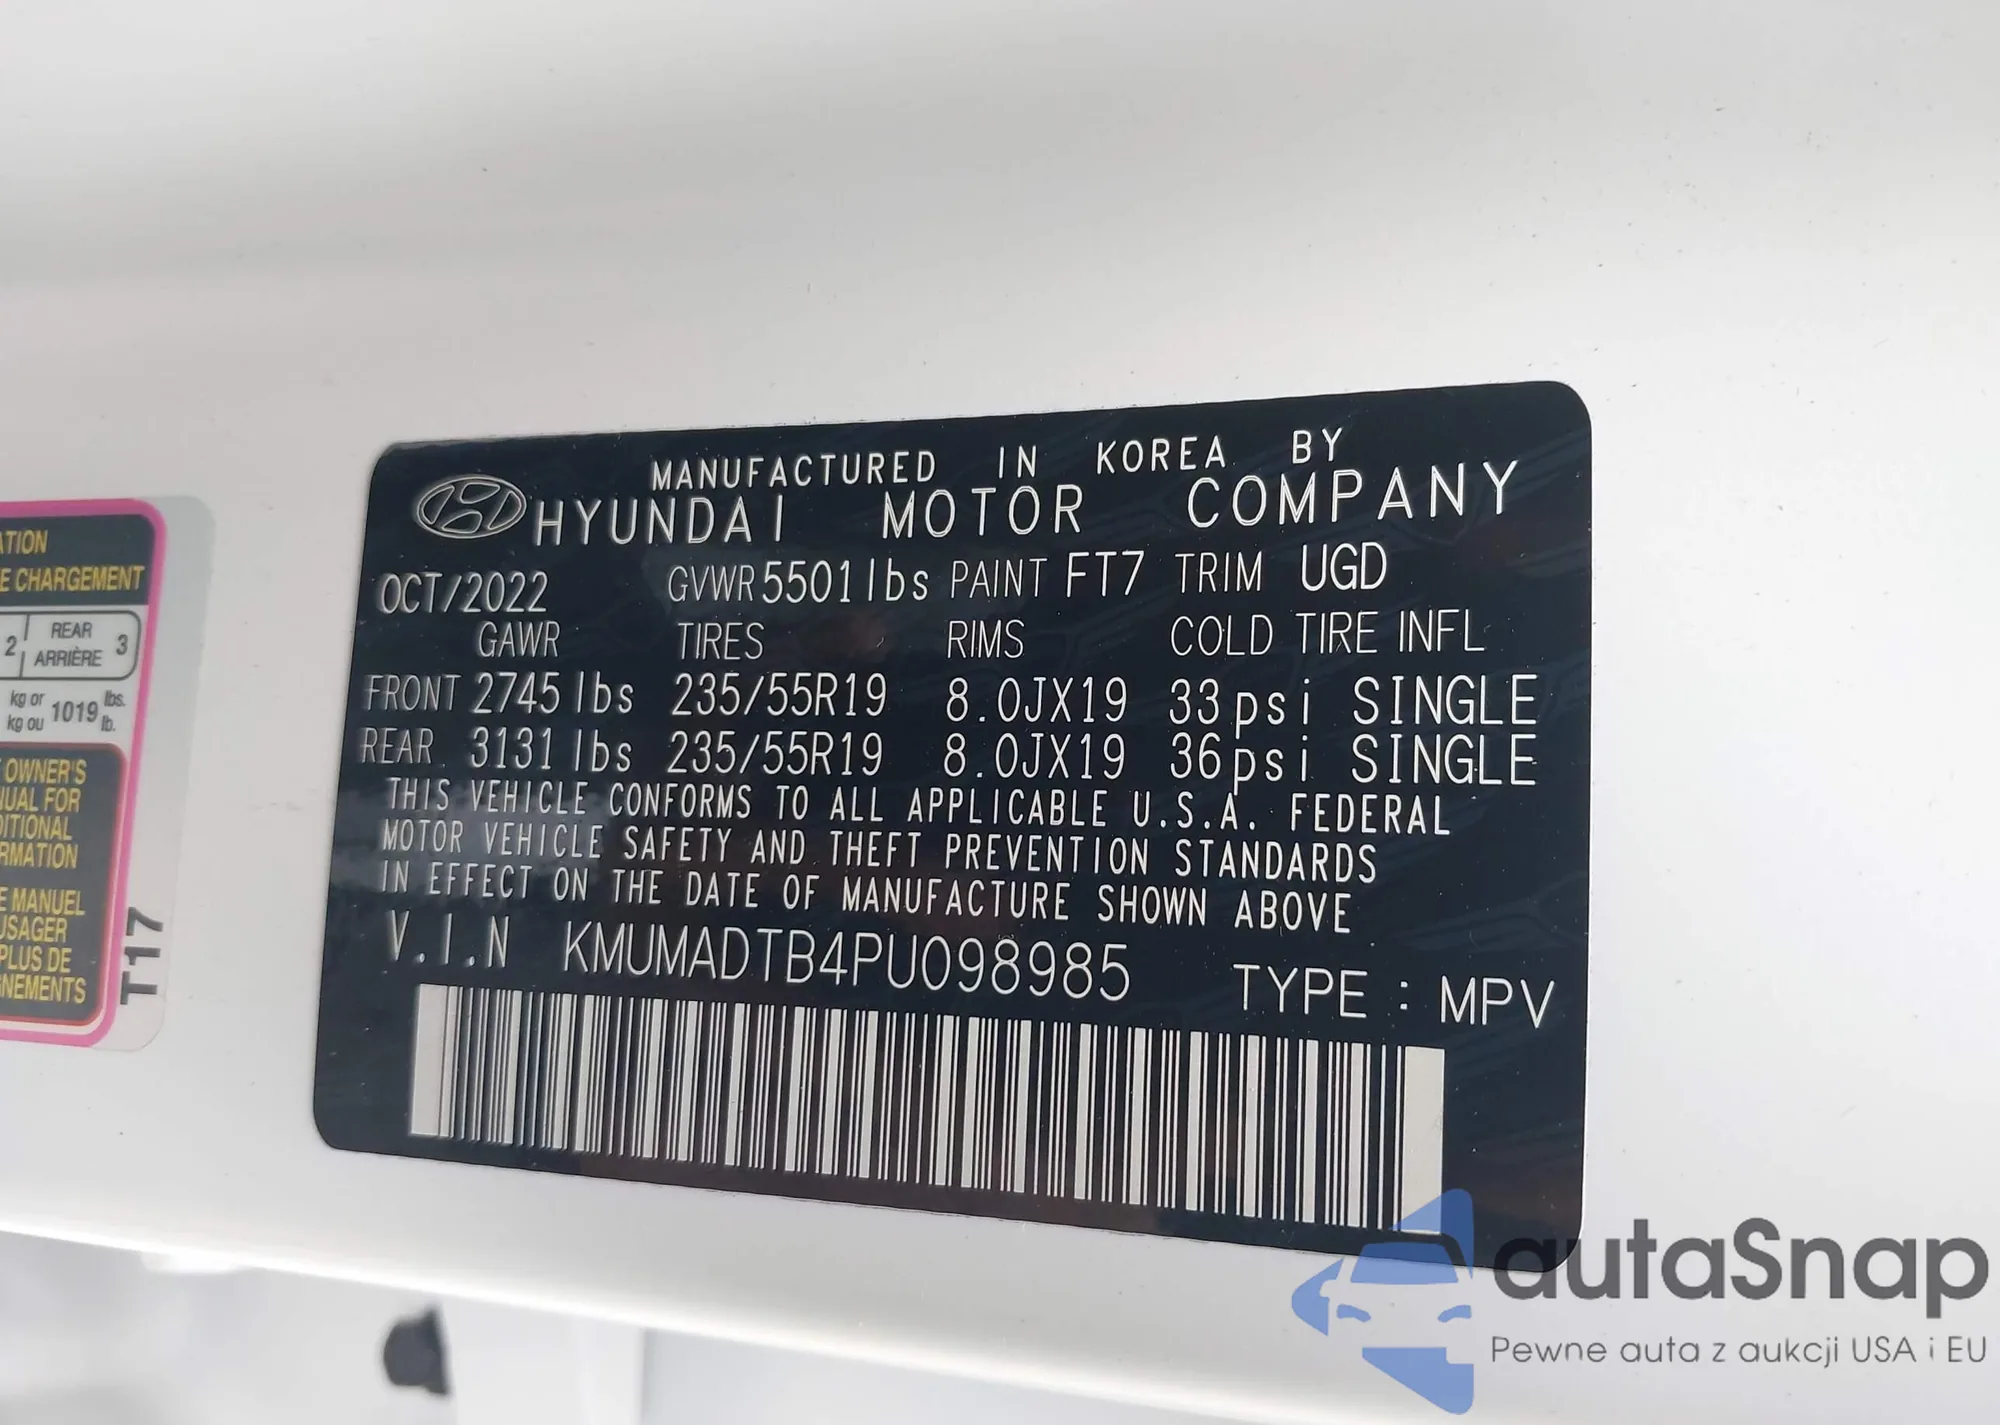 MANUFACTURED IN KOREA BY
HYUNDAI MOTOR COMPANY
OCT/2022 GVWR 5501 lbs PAINT FT7 TRIM UGD
GAWR TIRES RIMS COLD TIRE INFL
FRONT 2745 lbs 235/55R19 8.0JX19 33psi SINGLE
REAR 3131 lbs 235/55R19 8.0JX19 36psi SINGLE
THIS VEHICLE CONFORMS TO ALL APPLICABLE U.S.A. FEDERAL
MOTOR VEHICLE SAFETY AND THEFT PREVENTION STANDARDS
IN EFFECT ON THE DATE OF MANUFACTURE SHOWN ABOVE
V.I.N KMUMADTB4PU098985 TYPE : MPV
ATION
E CHARGEMENT
2 REAR 3
ARRIÈRE
kg or 1019 lbs.
kg ou lb.
OWNER'S
UAL FOR
DITIONAL
RMATION
E MANUEL
USAGER
PLUS DE
GNEMENTS
T17
autaSnap
Pewne auta z aukcji USA i EU